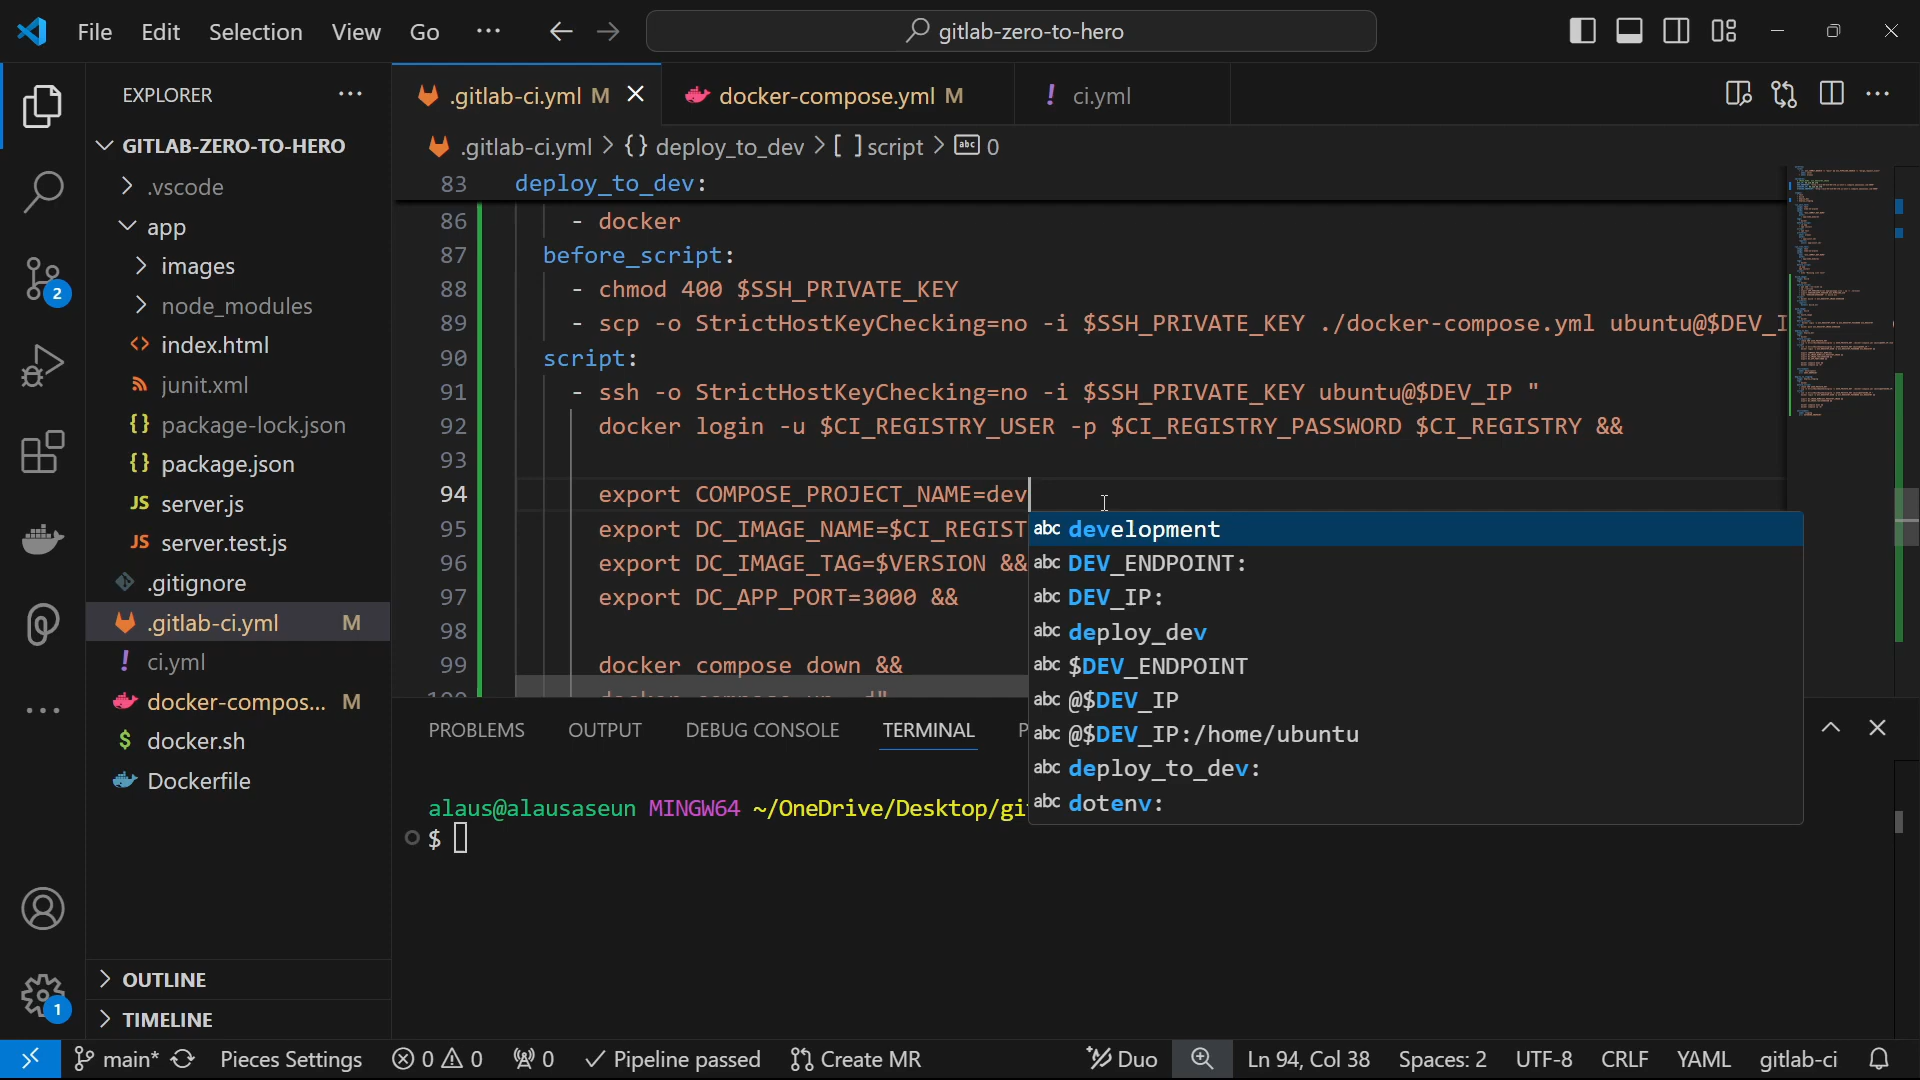 File Edit Selection View Go ··· gitlab-zero-to-hero
EXPLORER ···
GITLAB-ZERO-TO-HERO
.vscode
app
images
node_modules
index.html
junit.xml
package-lock.json
package.json
server.js
server.test.js
.gitignore
.gitlab-ci.yml M
ci.yml
docker-compos... M
docker.sh
Dockerfile
OUTLINE
TIMELINE
2
1
.gitlab-ci.yml M docker-compose.yml M ci.yml
.gitlab-ci.yml > {} deploy_to_dev > [ ] script > abc 0
83 deploy_to_dev:
86 - docker
87 before_script:
88 - chmod 400 $SSH_PRIVATE_KEY
89 - scp -o StrictHostKeyChecking=no -i $SSH_PRIVATE_KEY ./docker-compose.yml ubuntu@$DEV_I
90 script:
91 - ssh -o StrictHostKeyChecking=no -i $SSH_PRIVATE_KEY ubuntu@$DEV_IP "
92 docker login -u $CI_REGISTRY_USER -p $CI_REGISTRY_PASSWORD $CI_REGISTRY &&
93
94 export COMPOSE_PROJECT_NAME=dev
95 export DC_IMAGE_NAME=$CI_REGIST
96 export DC_IMAGE_TAG=$VERSION &&
97 export DC_APP_PORT=3000 &&
98
99 docker compose down &&
abc development
abc DEV_ENDPOINT:
abc DEV_IP:
abc deploy_dev
abc $DEV_ENDPOINT
abc @$DEV_IP
abc @$DEV_IP:/home/ubuntu
abc deploy_to_dev:
abc dotenv:
PROBLEMS OUTPUT DEBUG CONSOLE TERMINAL P
alaus@alausaseun MINGW64 ~/OneDrive/Desktop/gi
$
main* Pieces Settings 0 0 0 Pipeline passed Create MR Duo Ln 94, Col 38 Spaces: 2 UTF-8 CRLF YAML gitlab-ci